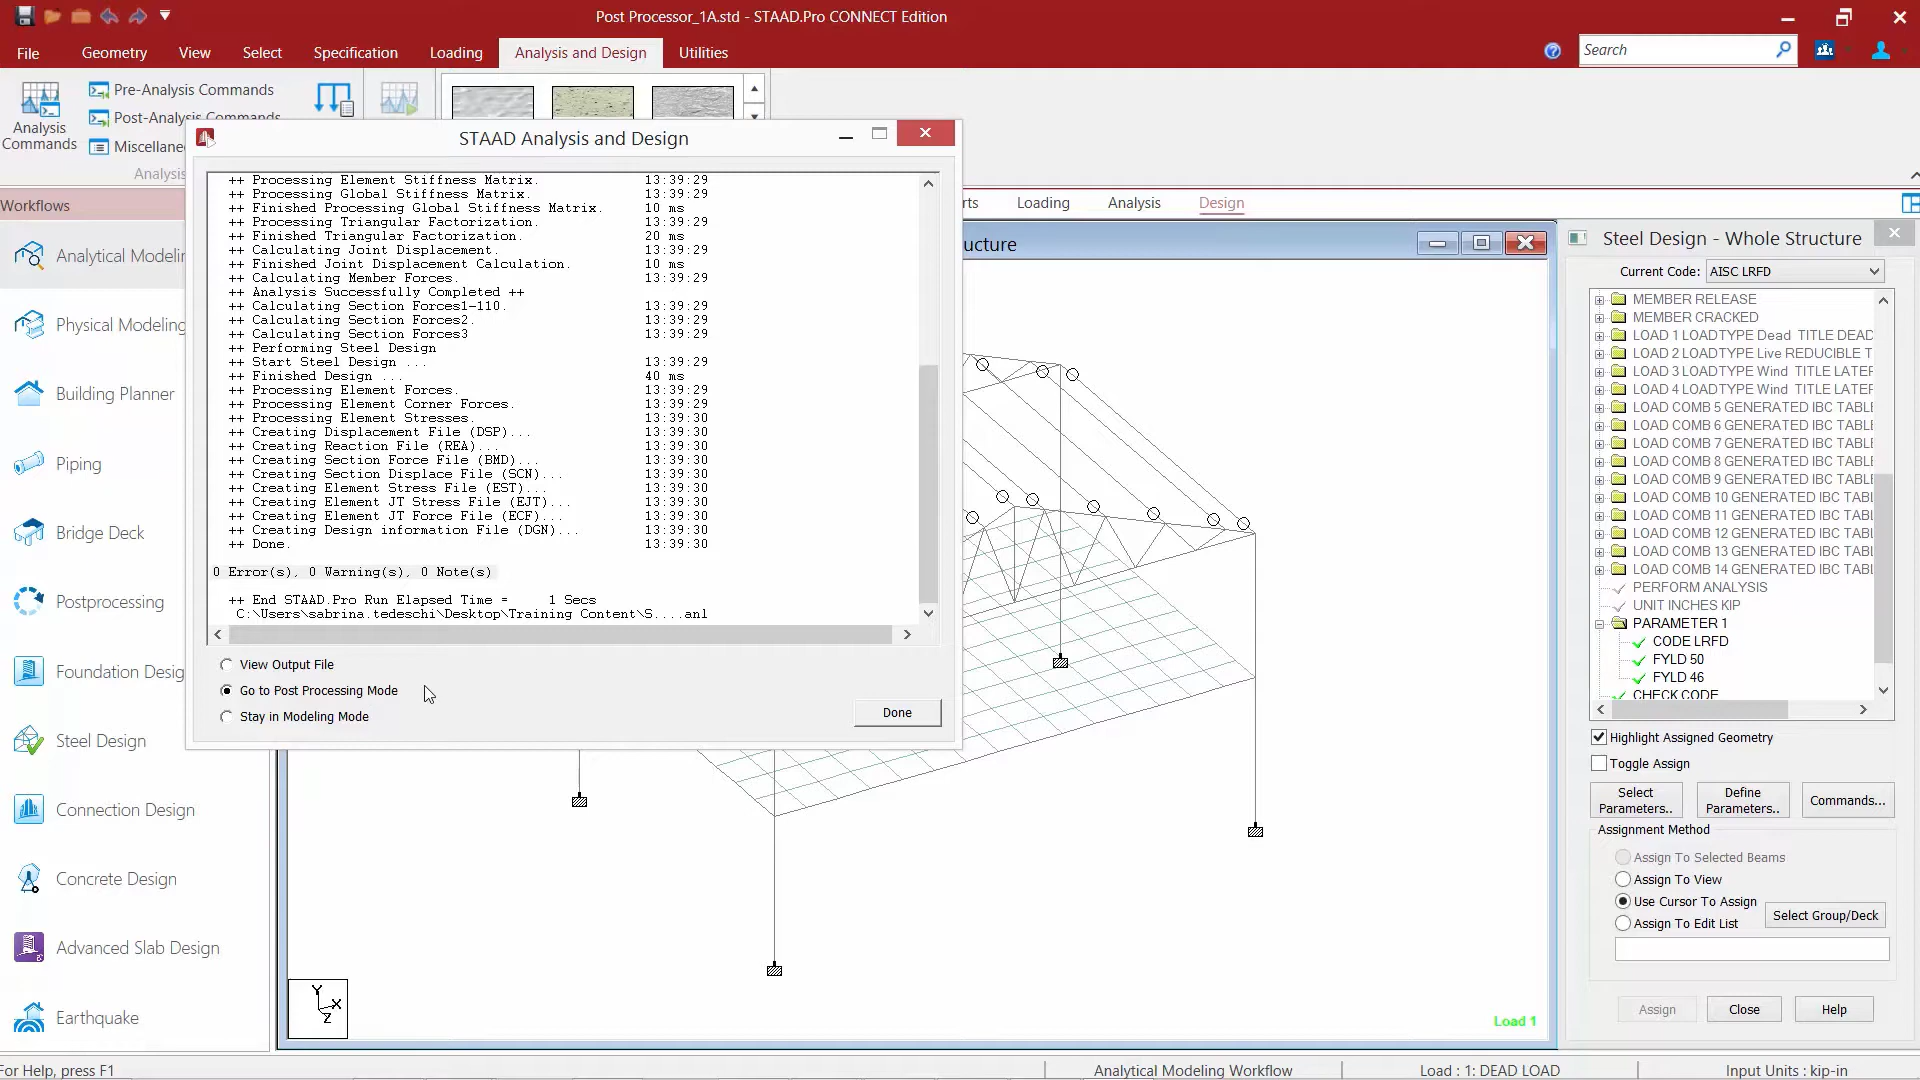 Post Processor_1A.std - STAAD.Pro CONNECT Edition
File
Geometry
View
Select
Specification
Loading
Analysis and Design
Utilities
Search
Analysis
Commands
Pre-Analysis Commands
Post-Analysis Commands
Miscellane
Analysis
STAAD Analysis and Design
++ Processing Element Stiffness Matrix. 13:39:29
++ Processing Global Stiffness Matrix. 13:39:29
++ Finished Processing Global Stiffness Matrix. 10 ms
++ Processing Triangular Factorization. 13:39:29
++ Finished Triangular Factorization. 20 ms
++ Calculating Joint Displacement. 13:39:29
++ Finished Joint Displacement Calculation. 10 ms
++ Calculating Member Forces. 13:39:29
++ Analysis Successfully Completed ++
++ Calculating Section Forces1-110. 13:39:29
++ Calculating Section Forces2. 13:39:29
++ Calculating Section Forces3 13:39:29
++ Performing Steel Design
++ Start Steel Design ... 13:39:29
++ Finished Design ... 40 ms
++ Processing Element Forces. 13:39:29
++ Processing Element Corner Forces. 13:39:29
++ Processing Element Stresses. 13:39:30
++ Creating Displacement File (DSP)... 13:39:30
++ Creating Reaction File (REA)... 13:39:30
++ Creating Section Force File (BMD)... 13:39:30
++ Creating Section Displace File (SCN)... 13:39:30
++ Creating Element Stress File (EST)... 13:39:30
++ Creating Element JT Stress File (EJT)... 13:39:30
++ Creating Element JT Force File (ECF)... 13:39:30
++ Creating Design information File (DGN)... 13:39:30
++ Done. 13:39:30
0 Error(s), 0 Warning(s), 0 Note(s)
++ End STAAD.Pro Run Elapsed Time = 1 Secs
C:\Users\sabrina.tedeschi\Desktop\Training Content\S....anl
View Output File
Go to Post Processing Mode
Stay in Modeling Mode
Done
Workflows
Analytical Modelin
Physical Modeling
Building Planner
Piping
Bridge Deck
Postprocessing
Foundation Desig
Steel Design
Connection Design
Concrete Design
Advanced Slab Design
Earthquake
rts
Loading
Analysis
Design
ucture
Y
X
Z
Load 1
Steel Design - Whole Structure
Current Code: AISC LRFD
MEMBER RELEASE
MEMBER CRACKED
LOAD 1 LOADTYPE Dead TITLE DEAD
LOAD 2 LOADTYPE Live REDUCIBLE T
LOAD 3 LOADTYPE Wind TITLE LATER
LOAD 4 LOADTYPE Wind TITLE LATER
LOAD COMB 5 GENERATED IBC TABLE
LOAD COMB 6 GENERATED IBC TABLE
LOAD COMB 7 GENERATED IBC TABLE
LOAD COMB 8 GENERATED IBC TABLE
LOAD COMB 9 GENERATED IBC TABLE
LOAD COMB 10 GENERATED IBC TABL
LOAD COMB 11 GENERATED IBC TABL
LOAD COMB 12 GENERATED IBC TABL
LOAD COMB 13 GENERATED IBC TABL
LOAD COMB 14 GENERATED IBC TABL
PERFORM ANALYSIS
UNIT INCHES KIP
PARAMETER 1
CODE LRFD
FYLD 50
FYLD 46
CHECK CODE
Highlight Assigned Geometry
Toggle Assign
Select
Parameters..
Define
Parameters..
Commands...
Assignment Method
Assign To Selected Beams
Assign To View
Use Cursor To Assign
Assign To Edit List
Select Group/Deck
Assign
Close
Help
For Help, press F1
Analytical Modeling Workflow
Load : 1: DEAD LOAD
Input Units : kip-in